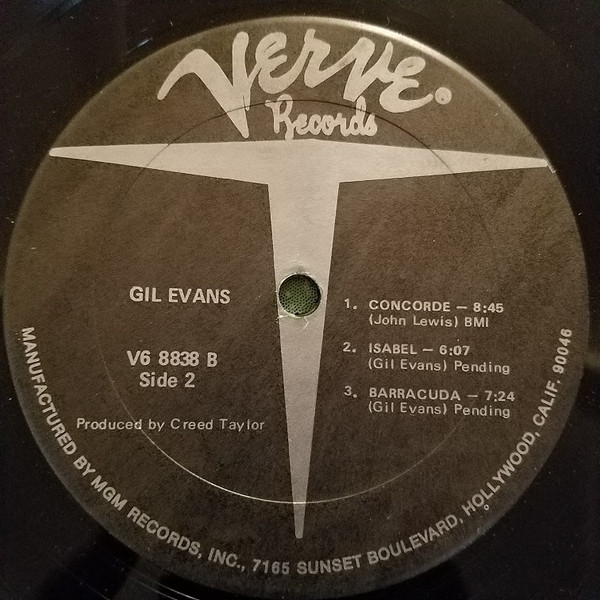 Verve
Records
GIL EVANS
V6 8838 B
Side 2
Produced by Creed Taylor
1. CONCORDE — 8:45
(John Lewis) BMI
2. ISABEL — 6:07
(Gil Evans) Pending
3. BARRACUDA — 7:24
(Gil Evans) Pending
MANUFACTURED BY MGM RECORDS, INC., 7165 SUNSET BOULEVARD, HOLLYWOOD, CALIF. 90046